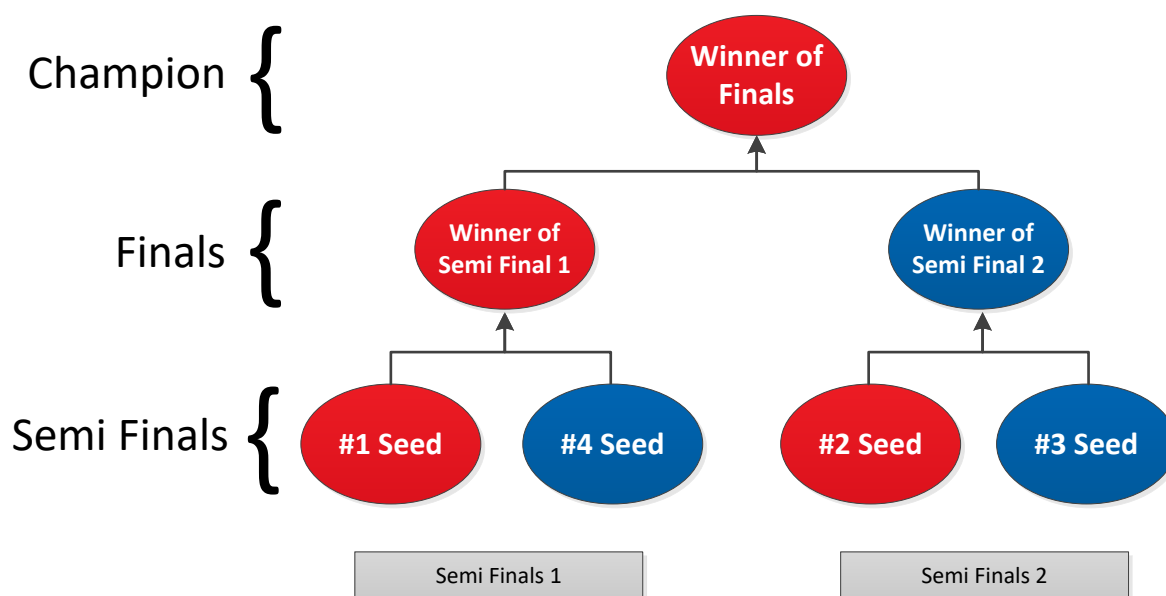 Champion
Winner of
Finals
Finals
Winner of
Semi Final 1
Winner of
Semi Final 2
Semi Finals
#1 Seed
#4 Seed
#2 Seed
#3 Seed
Semi Finals 1
Semi Finals 2